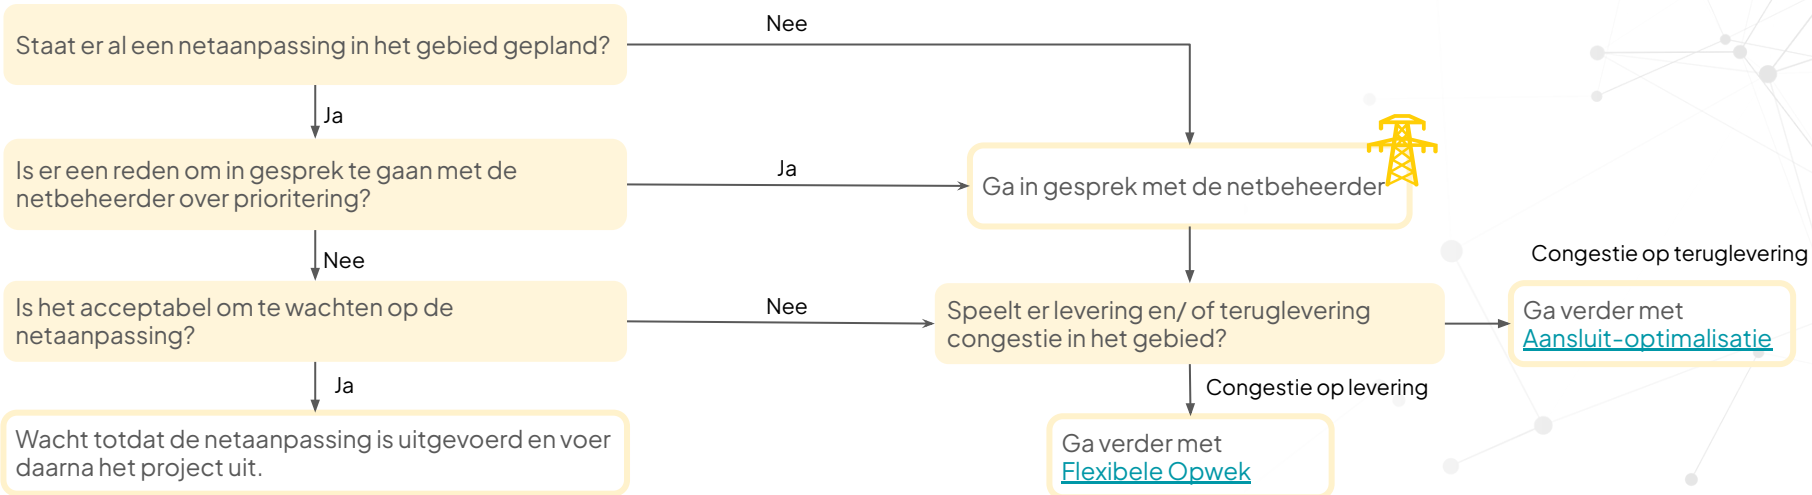 Staat er al een netaanpassing in het gebied gepland?
Nee
Ja
Is er een reden om in gesprek te gaan met de
netbeheerder over prioritering?
Ja
Ga in gesprek met de netbeheerder
Nee
Is het acceptabel om te wachten op de
netaanpassing?
Nee
Speelt er levering en/ of teruglevering
congestie in het gebied?
Congestie op teruglevering
Ga verder met
Aansluit-optimalisatie
Ja
Congestie op levering
Wacht totdat de netaanpassing is uitgevoerd en voer
daarna het project uit.
Ga verder met
Flexibele Opwek